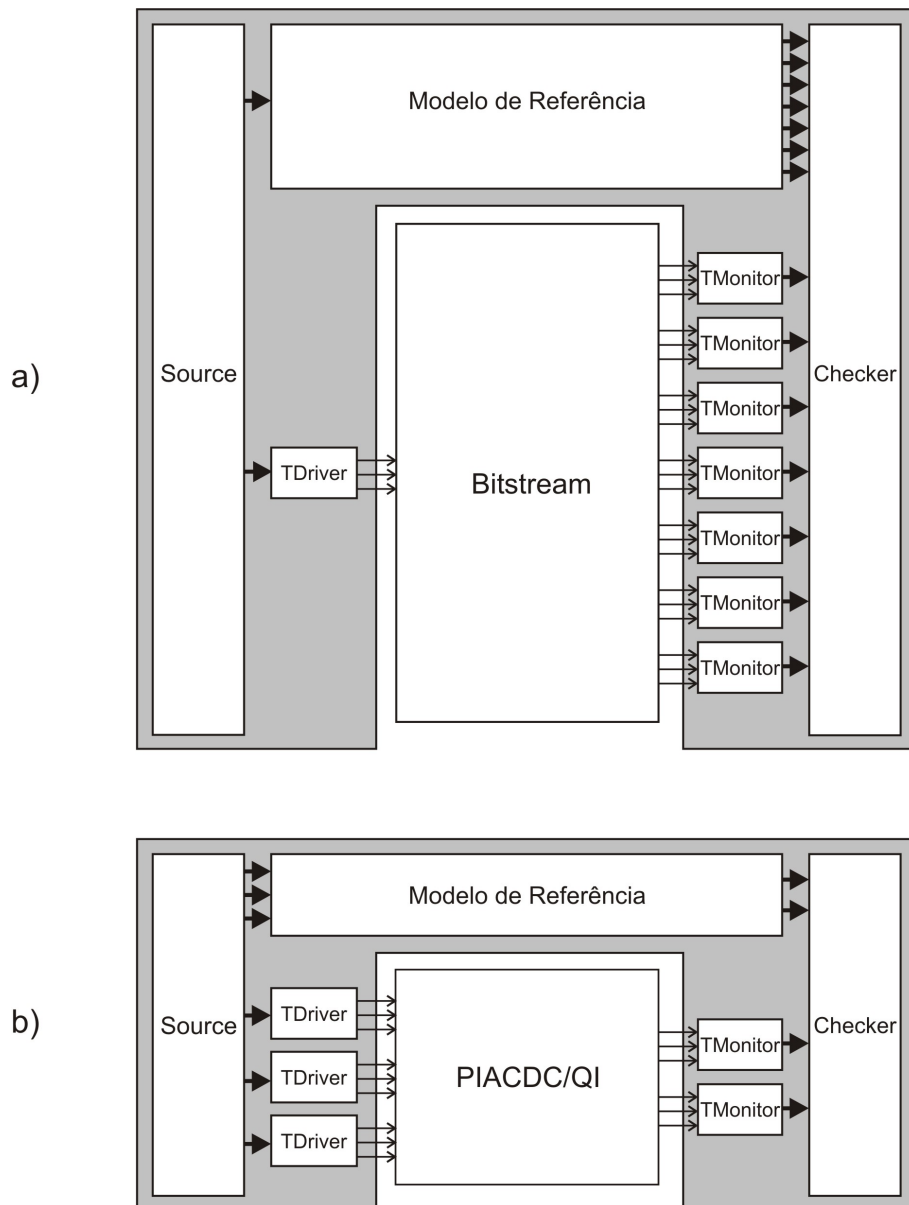 Modelo de Referência
TMonitor
TMonitor
a)
Source
Checker
TMonitor
TDriver
Bitstream
TMonitor
TMonitor
TMonitor
TMonitor
Modelo de Referência
b)
Source
TDriver
TDriver
TDriver
PIACDC/QI
TMonitor
TMonitor
Checker